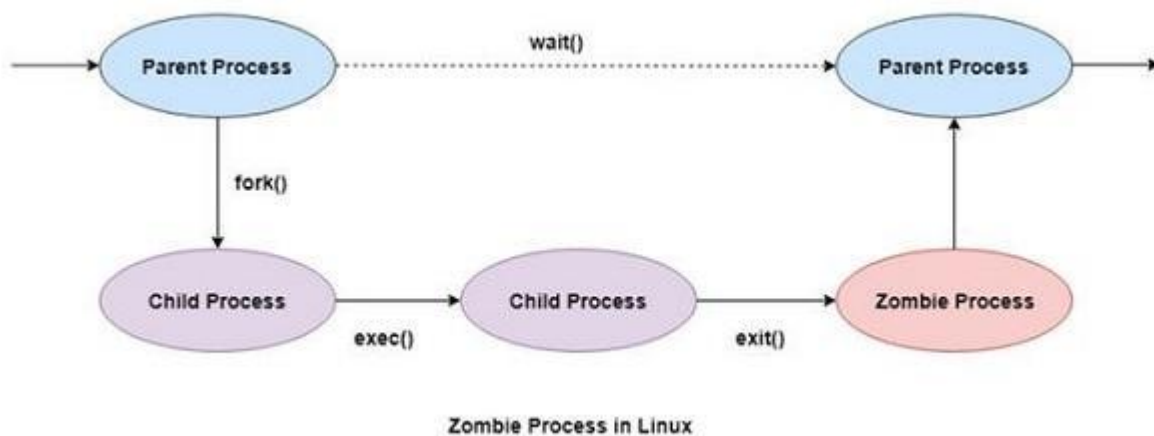 Parent Process
wait()
Parent Process
fork()
Child Process
exec()
Child Process
exit()
Zombie Process
Zombie Process in Linux